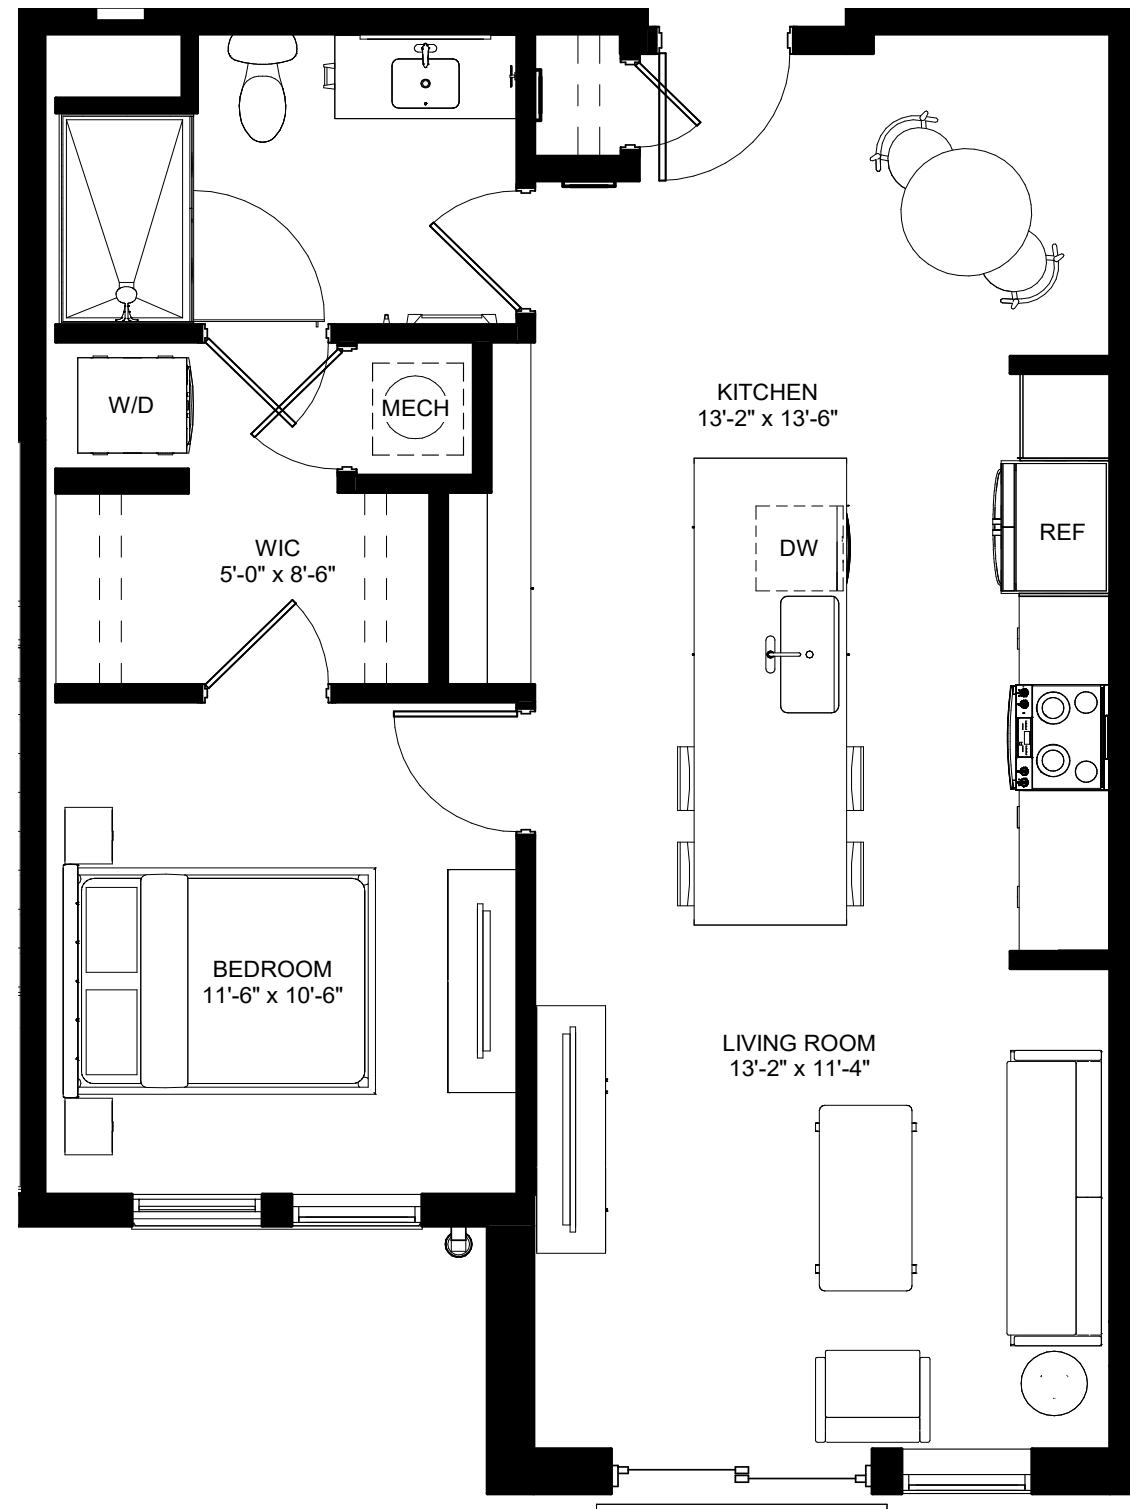 KITCHEN
13'-2" x 13'-6"
W/D
MECH
REF
DW
WIC
5'-0" x 8'-6"
BEDROOM
11'-6" x 10'-6"
LIVING ROOM
13'-2" x 11'-4"